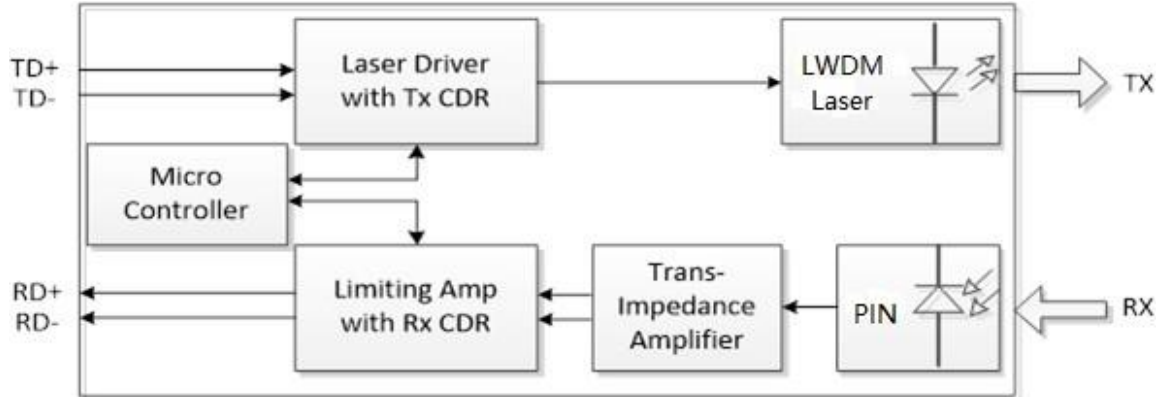 TD+
TD-
Laser Driver
with Tx CDR
LWDM
Laser
TX
Micro
Controller
RD+
RD-
Limiting Amp
with Rx CDR
Trans-
Impedance
Amplifier
PIN
RX